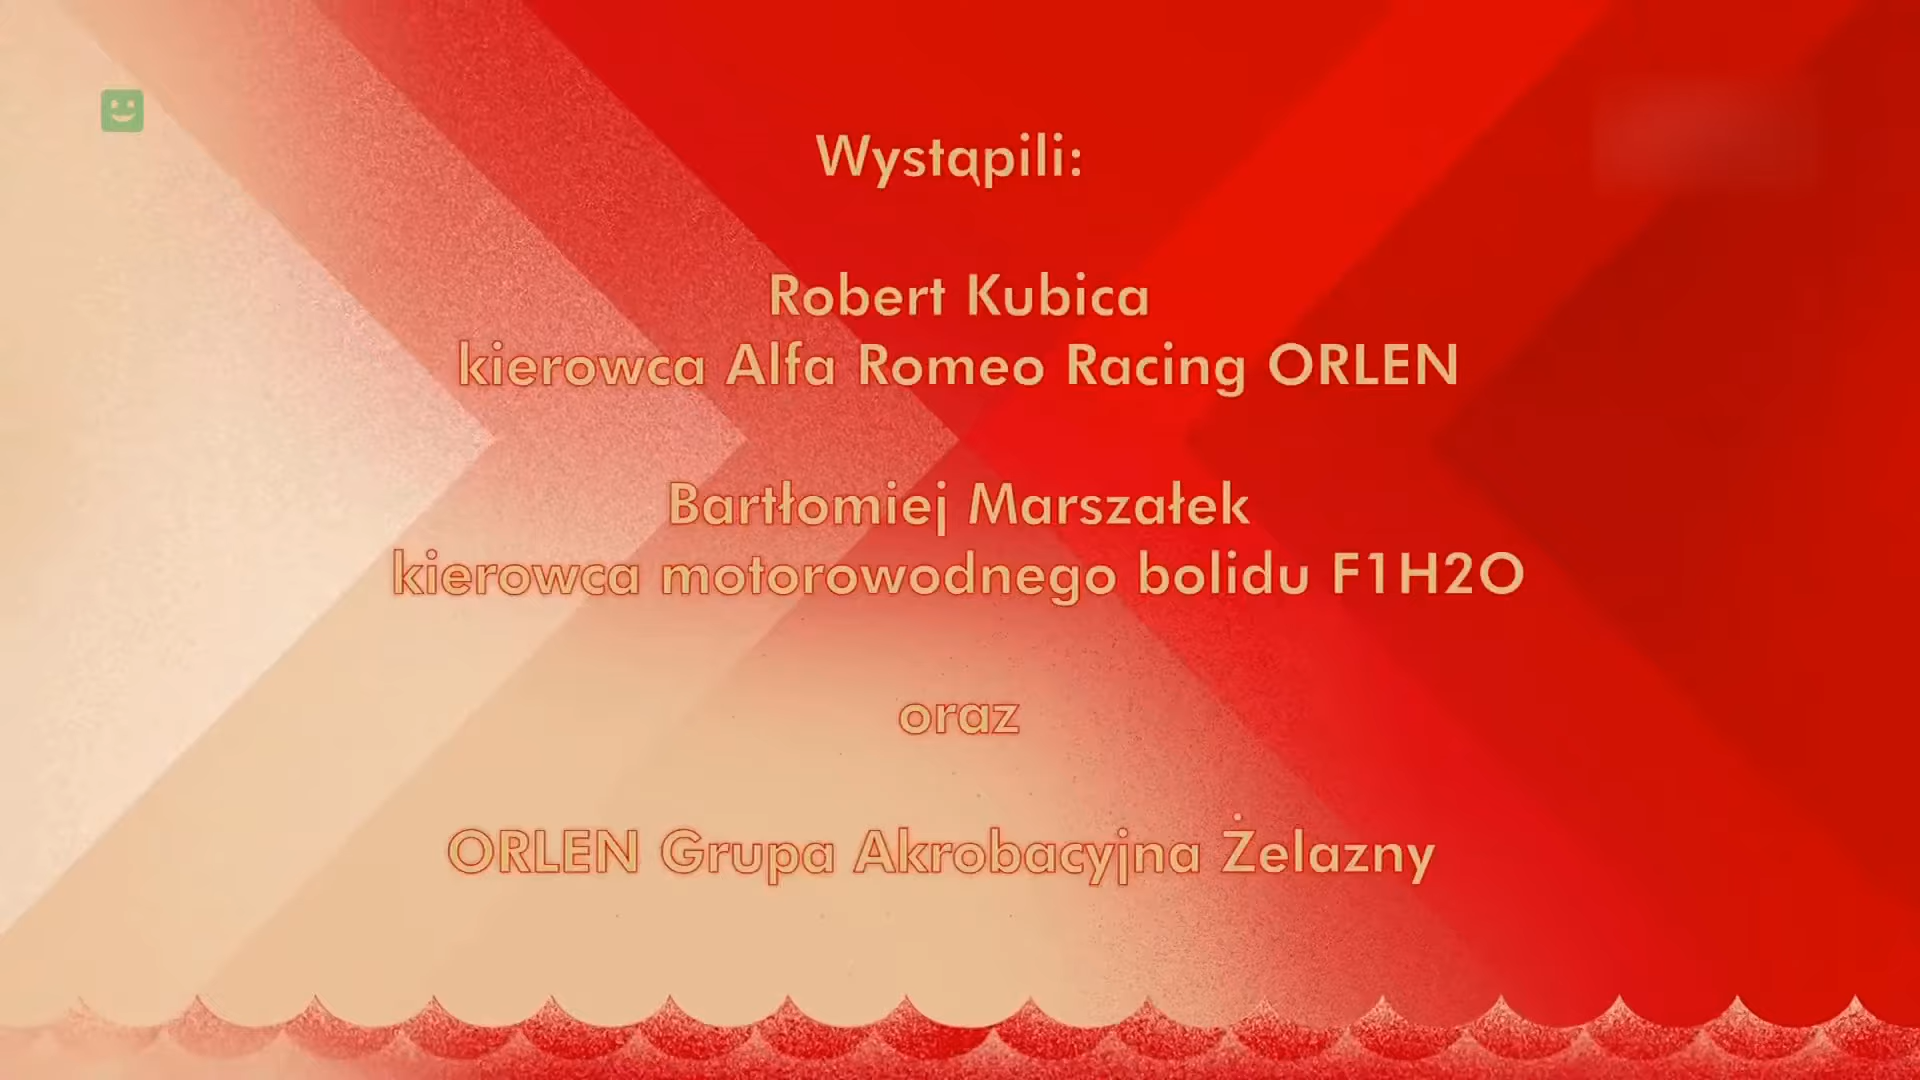 Wystąpili:
Robert Kubica
kierowca Alfa Romeo Racing ORLEN
Bartłomiej Marszałek
kierowca motorowodnego bolidu F1H2O
oraz
ORLEN Grupa Akrobacyjna Żelazny